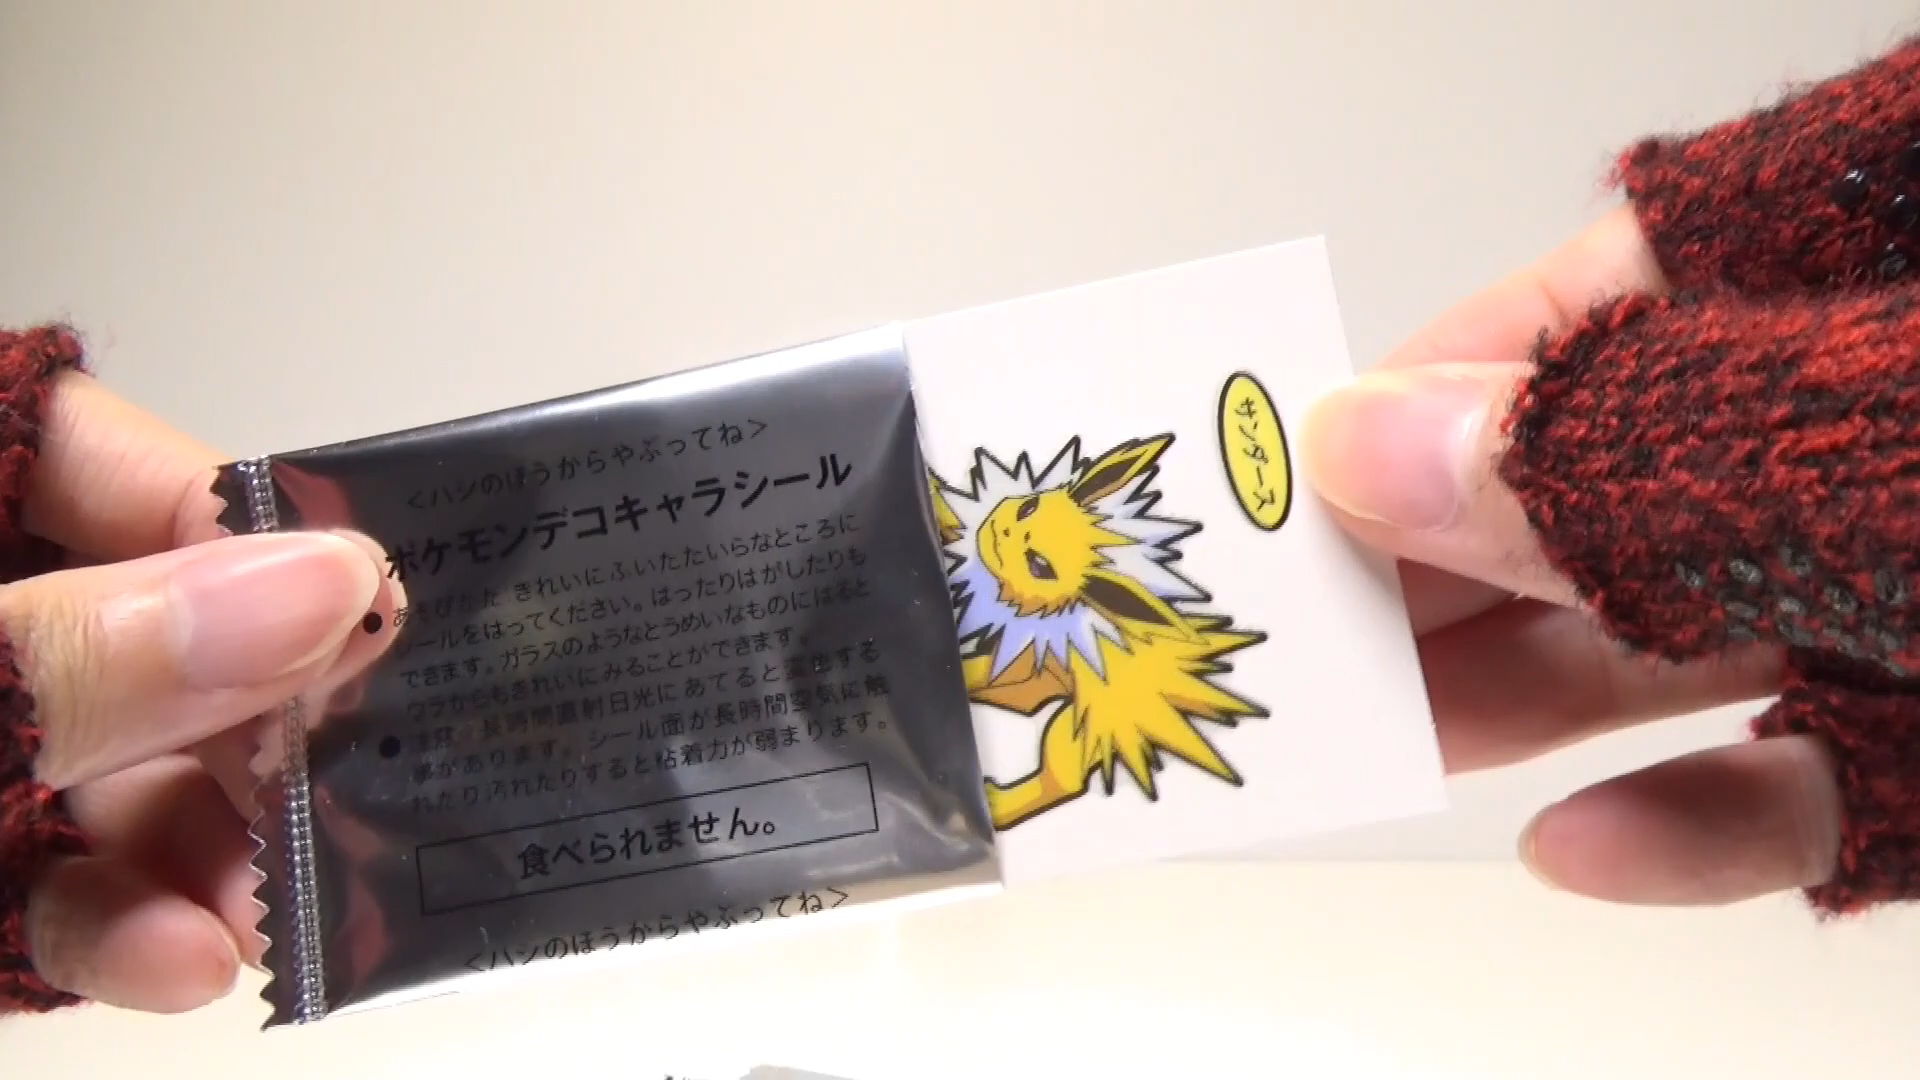 <ハシのほうからやぶってね>
ポケモンデコキャラシール
●あそびかた きれいにふいたたいらなところに
シールをはってください。はったりはがしたりも
できます。ガラスのようなとうめいなものにはると
ウラからもきれいにみることができます。
●注意:長時間直射日光にあてると変色する
事があります。シール面が長時間空気に触
れたり汚れたりすると粘着力が弱まります。
食べられません。
<ハシのほうからやぶってね>
サンダース